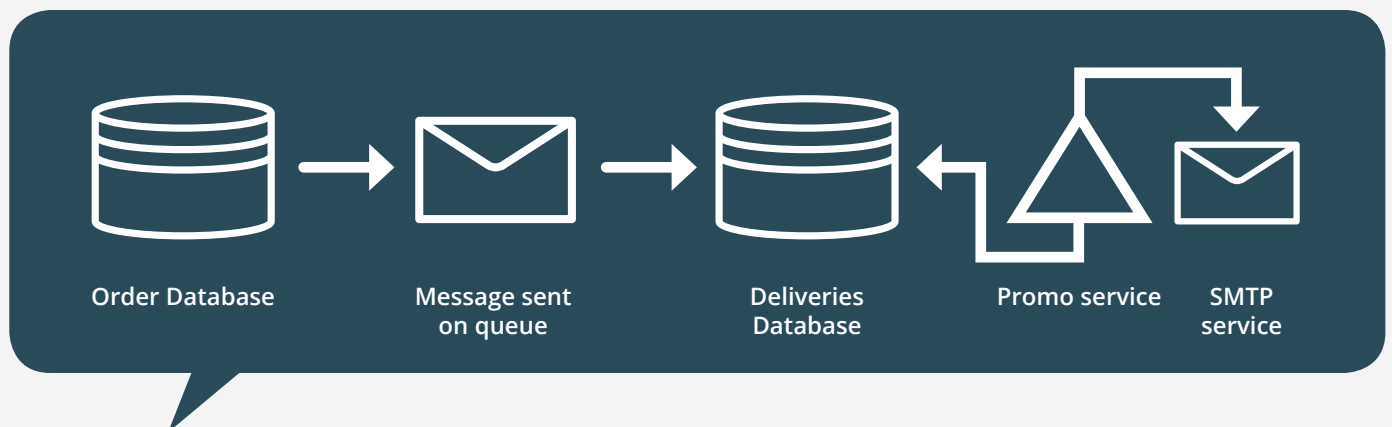 Order Database
Message sent
on queue
Deliveries
Database
Promo service
SMTP
service